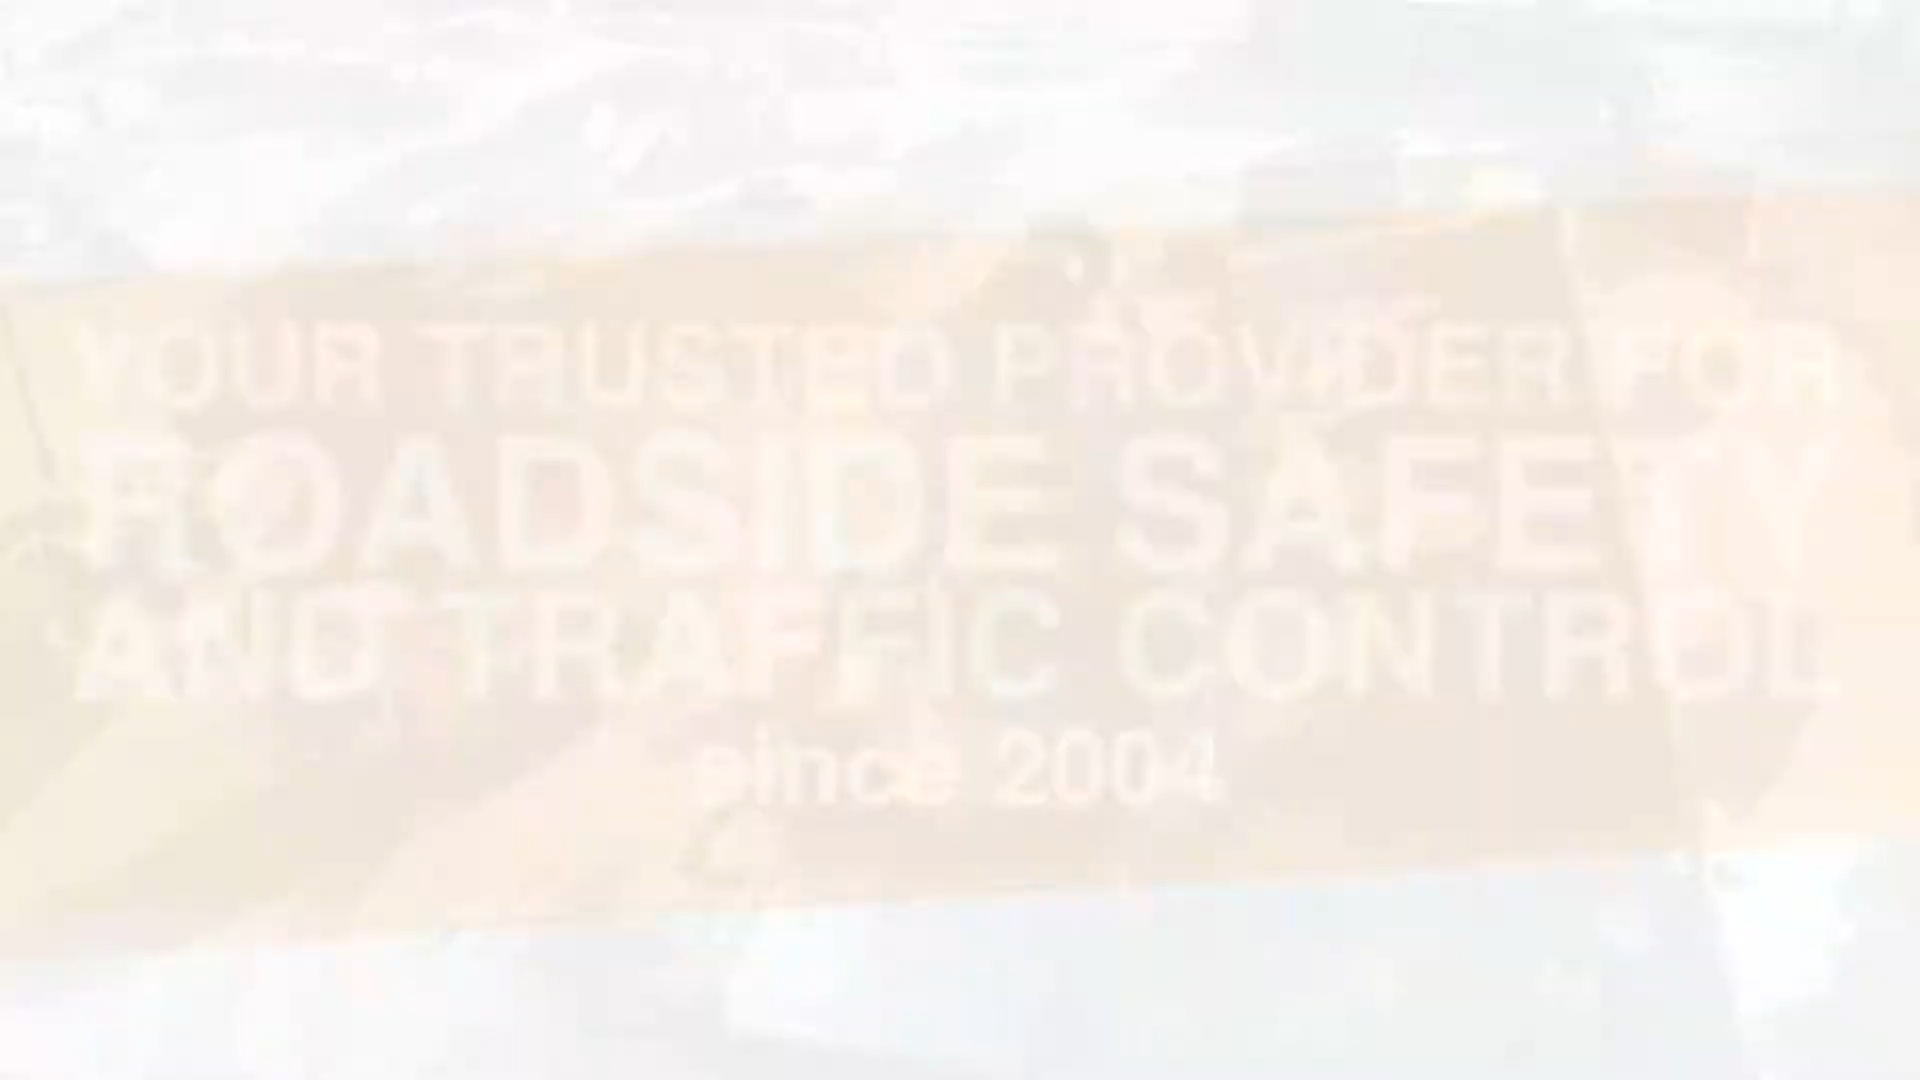 YOUR TRUSTED PROVIDER FOR
ROADSIDE SAFETY
AND TRAFFIC CONTROL
since 2004